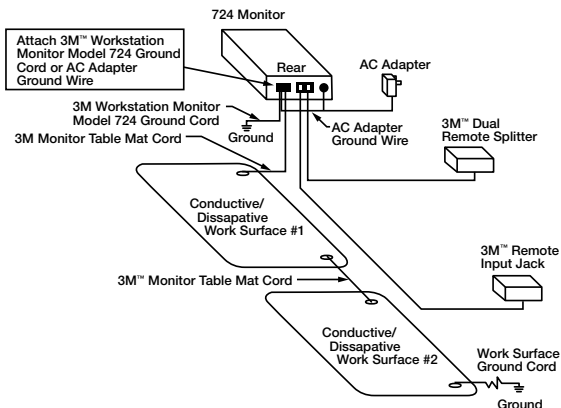 724 Monitor
Attach 3M™ Workstation
Monitor Model 724 Ground
Cord or AC Adapter
Ground Wire
Rear
AC Adapter
3M Workstation Monitor
Model 724 Ground Cord
Ground
AC Adapter
Ground Wire
3M™ Dual
Remote Splitter
3M Monitor Table Mat Cord
Conductive/
Dissapative
Work Surface #1
3M™ Remote
Input Jack
3M™ Monitor Table Mat Cord
Conductive/
Dissapative
Work Surface #2
Work Surface
Ground Cord
Ground